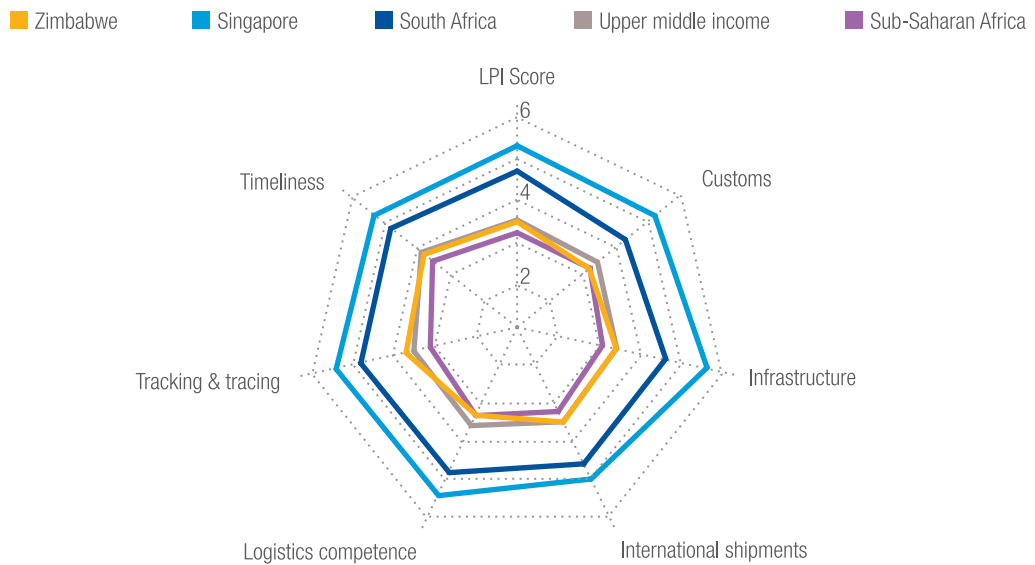 Zimbabwe
Singapore
South Africa
Upper middle income
Sub-Saharan Africa
LPI Score
6
Timeliness
Customs
4
2
Tracking & tracing
Infrastructure
Logistics competence
International shipments